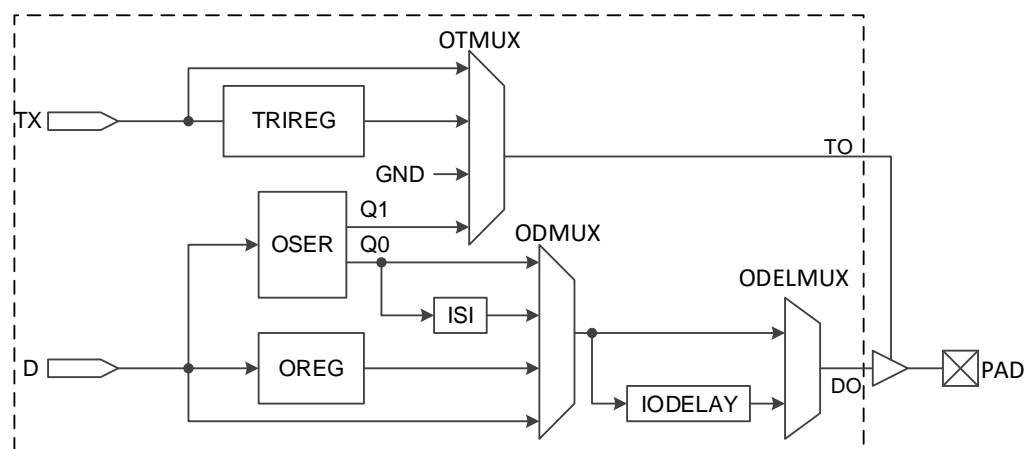 OTMUX
TX
TRIREG
TO
GND
Q1
OSER
Q0
ODMUX
ODELMUX
ISI
D
OREG
DO
PAD
IODELAY